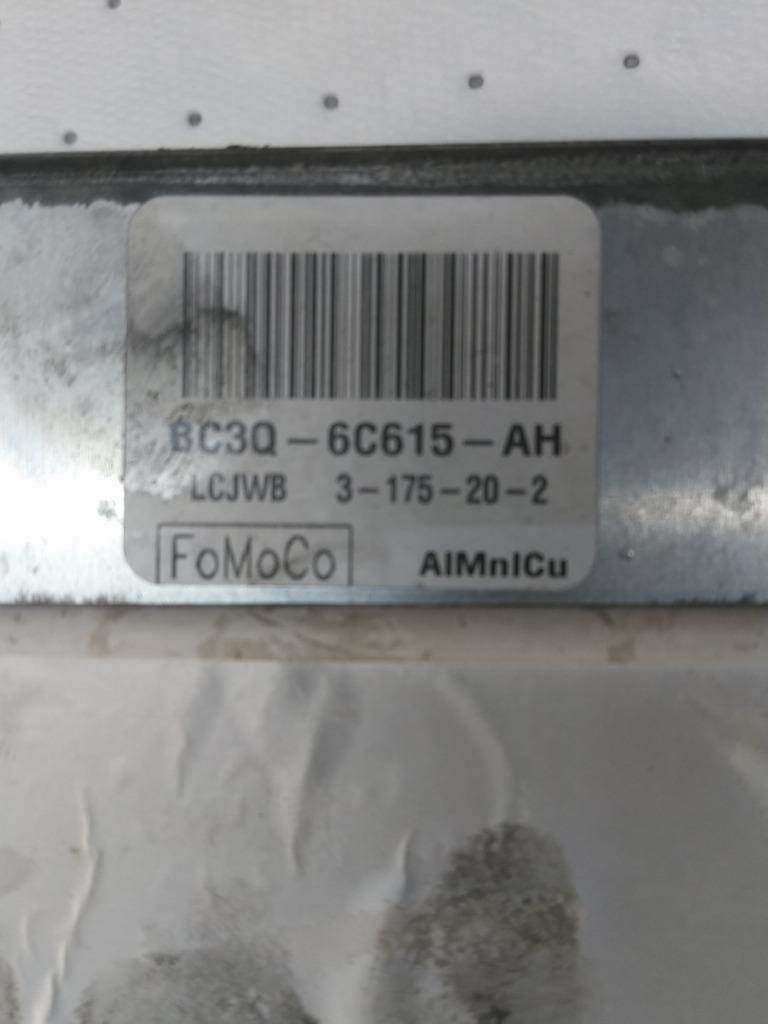 BC3Q-6C615-AH
LCJWB 3-175-20-2
FoMoCo AlMnlCu